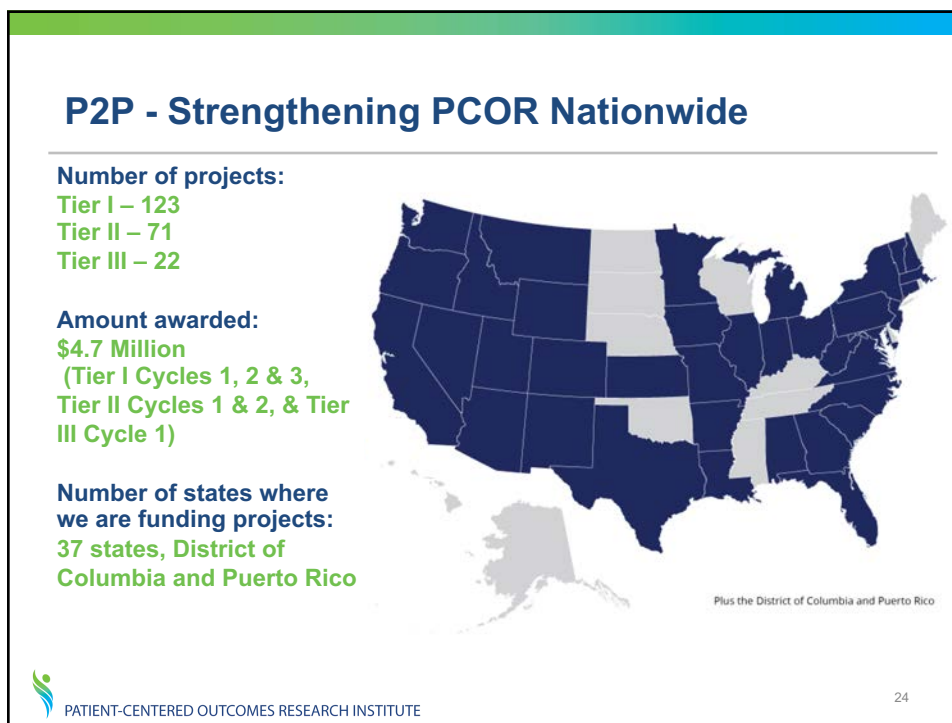 P2P - Strengthening PCOR Nationwide
Number of projects:
Tier I – 123
Tier II – 71
Tier III – 22
Amount awarded:
$4.7 Million
(Tier I Cycles 1, 2 & 3,
Tier II Cycles 1 & 2, & Tier
III Cycle 1)
Number of states where
we are funding projects:
37 states, District of
Columbia and Puerto Rico
Plus the District of Columbia and Puerto Rico
PATIENT-CENTERED OUTCOMES RESEARCH INSTITUTE
24